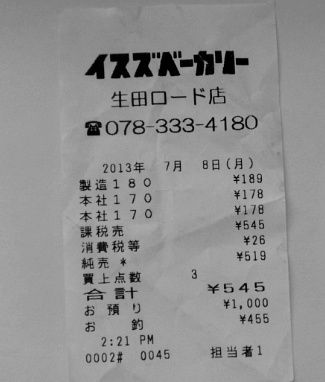 イスズベーカリー
生田ロード店
☎078-333-4180
2013年 7月 8日(月)
製造180 ¥189
本社170 ¥178
本社170 ¥178
課税売 ¥545
消費税等 ¥26
純売 * ¥519
買上点数 3
合計 ¥545
お預り ¥1,000
お 釣 ¥455
2:21 PM
0002# 0045 担当者1